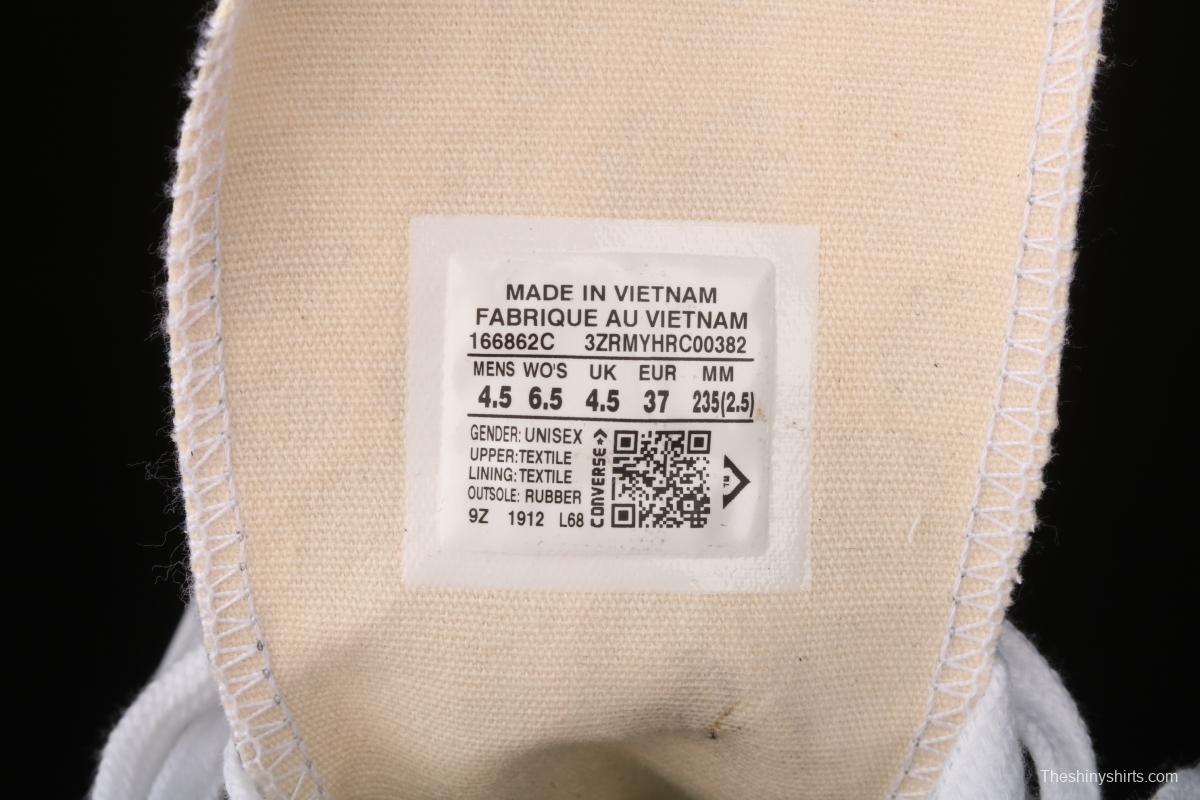 MADE IN VIETNAM
FABRIQUE AU VIETNAM
166862C 3ZRMYHRC00382
MENS WO'S UK EUR MM
4.5 6.5 4.5 37 235(2.5)
GENDER: UNISEX
UPPER:TEXTILE
LINING:TEXTILE
OUTSOLE: RUBBER
9Z 1912 L68
CONVERSE
TM
Theshinyshirts.com